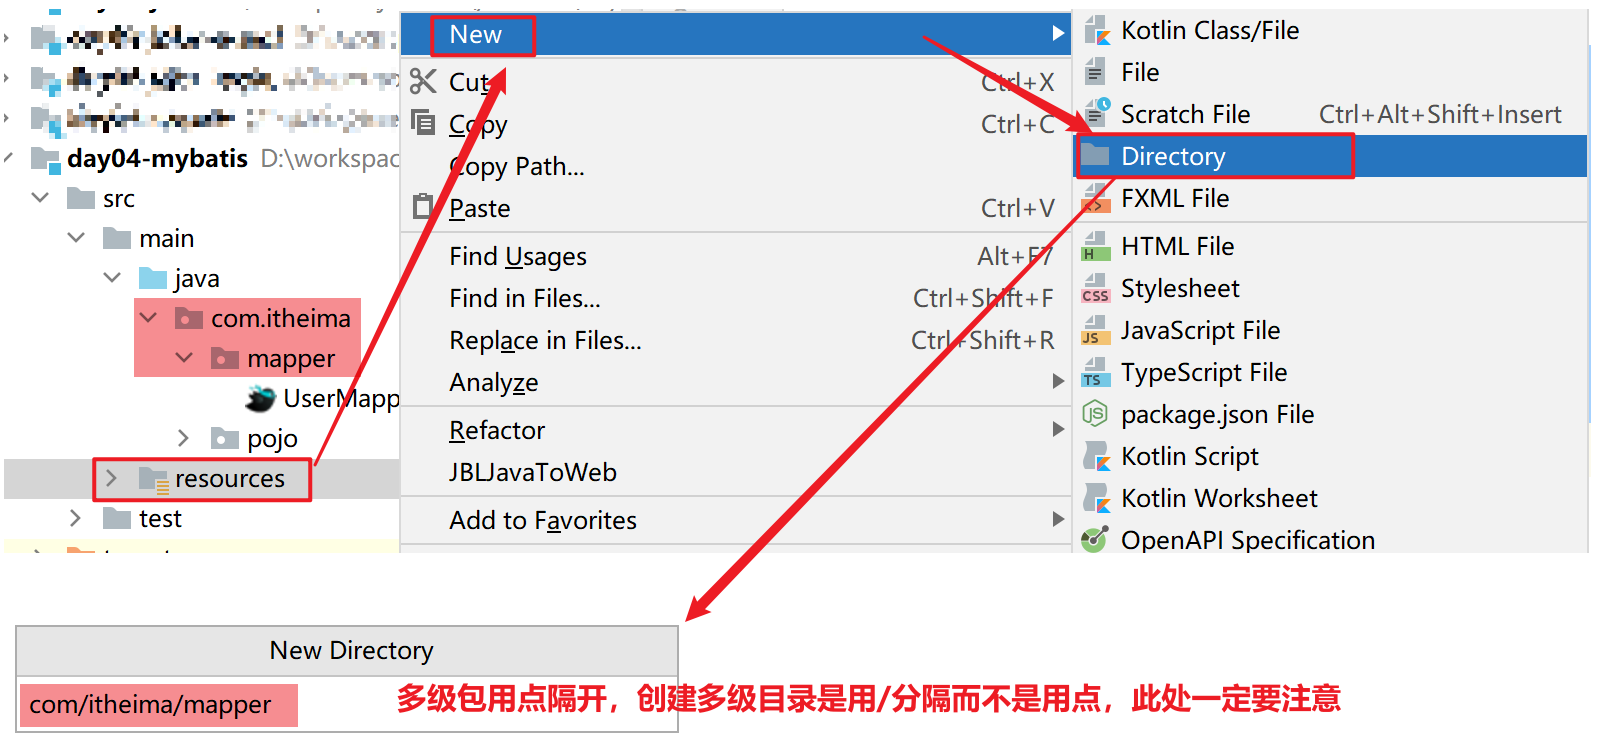 day04-mybatis D:\workspac
src
main
java
com.itheima
mapper
UserMapp
pojo
resources
test
New
Cut Ctrl+X
Copy Ctrl+C
Copy Path...
Paste Ctrl+V
Find Usages Alt+F7
Find in Files... Ctrl+Shift+F
Replace in Files... Ctrl+Shift+R
Analyze
Refactor
JBLJavaToWeb
Add to Favorites
Kotlin Class/File
File
Scratch File Ctrl+Alt+Shift+Insert
Directory
FXML File
HTML File
Stylesheet
JavaScript File
TypeScript File
package.json File
Kotlin Script
Kotlin Worksheet
OpenAPI Specification
New Directory
com/itheima/mapper
多级包用点隔开，创建多级目录是用/分隔而不是用点，此处一定要注意